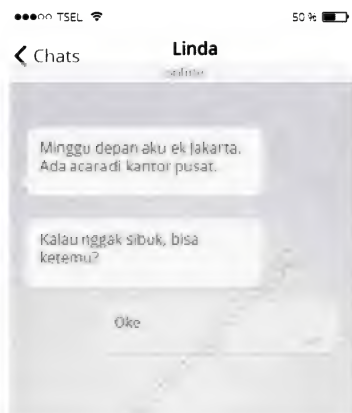 TSEL 50 %
Chats Linda
online
Minggu depan aku ek Jakarta.
Ada acaradi kantor pusat.
Kalau nggak sibuk, bisa
ketemu?
Oke